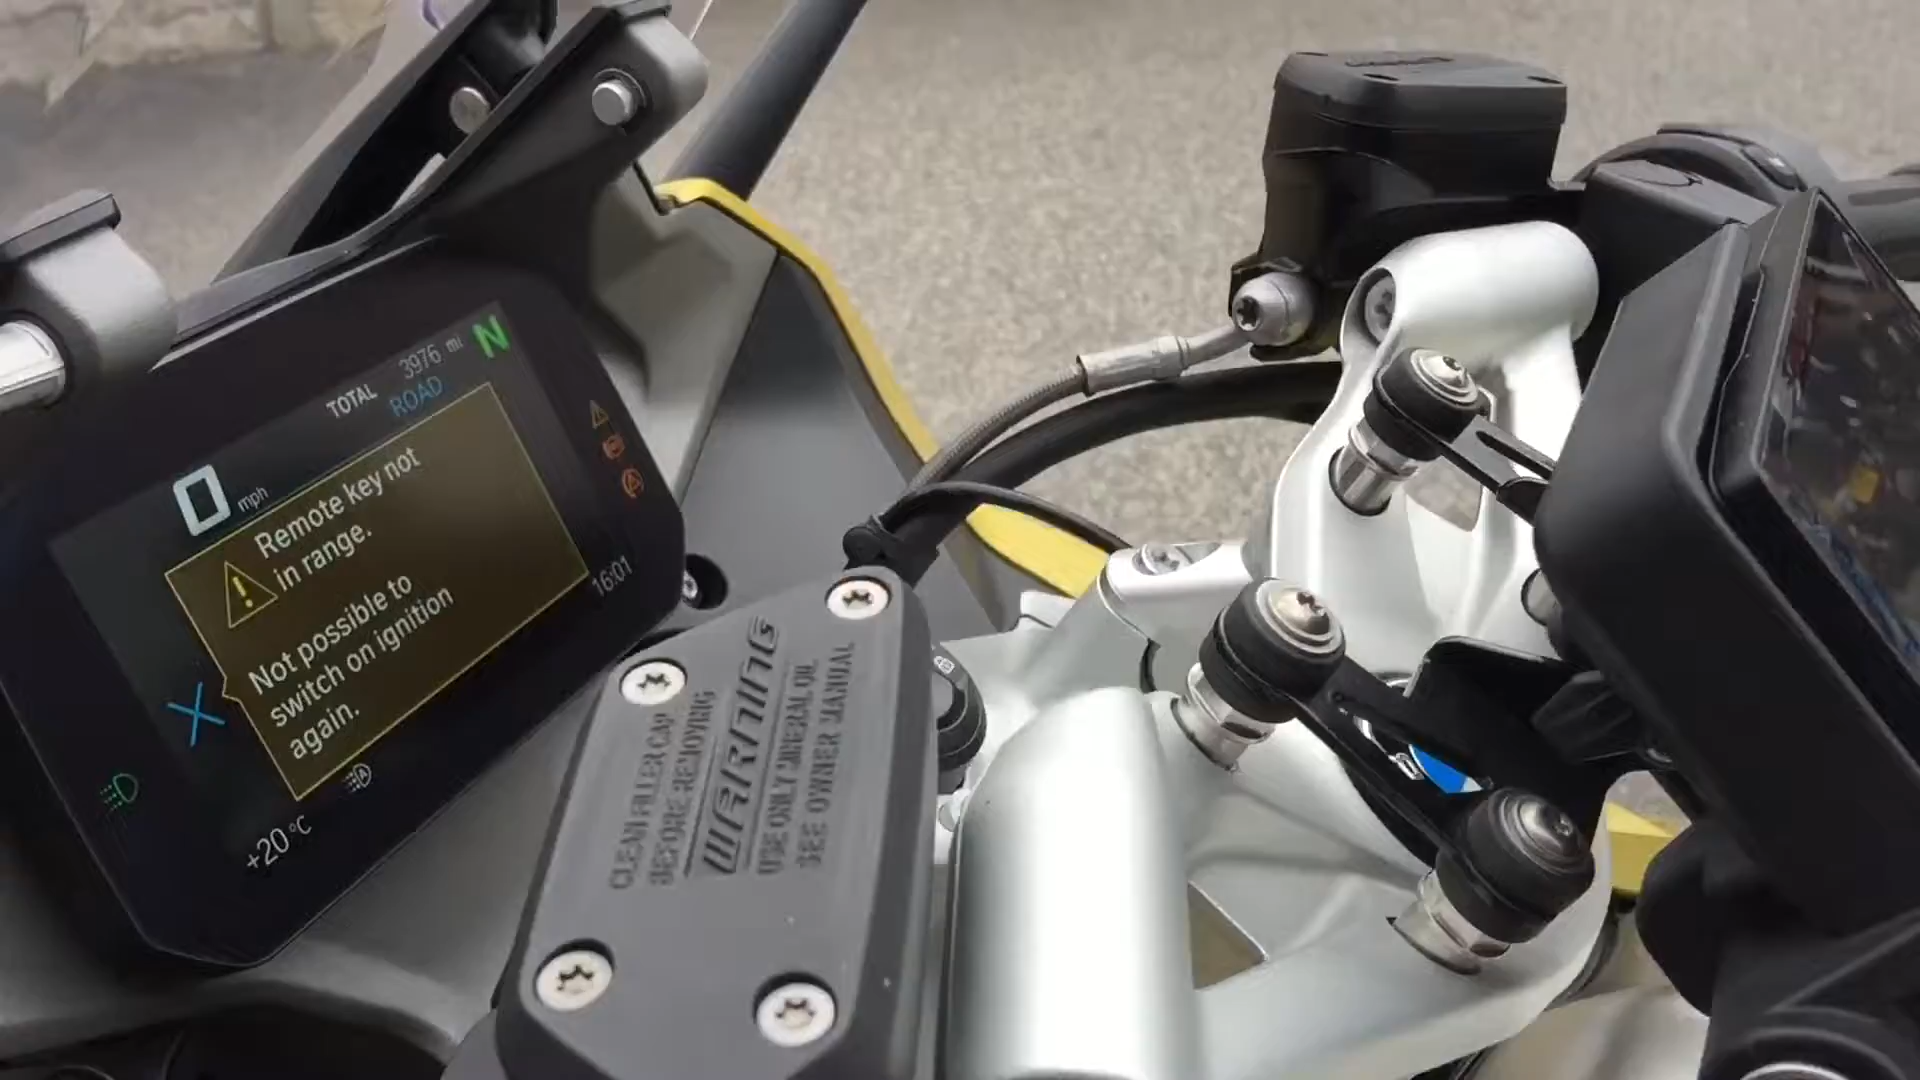 TOTAL 3976 mi N
ROAD
0 mph
Remote key not
in range.
Not possible to
switch on ignition
again.
16:01
+20 °C
CLEAN FILLER CAP
BEFORE REMOVING
WARNING
USE ONLY MINERAL OIL
SEE OWNER MANUAL